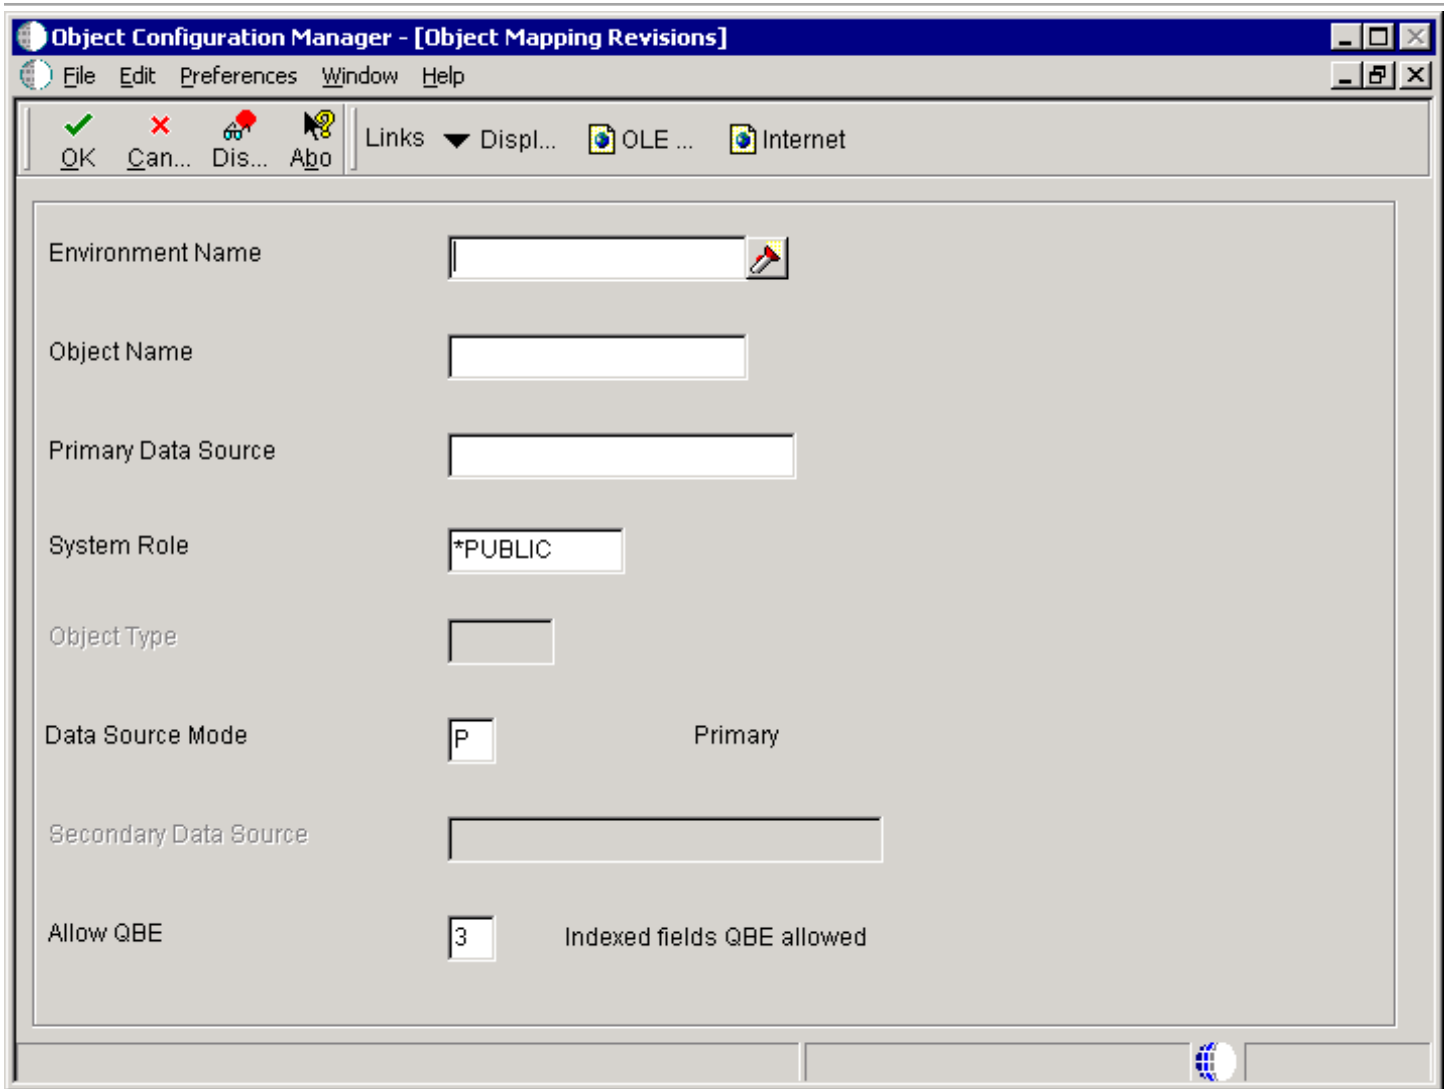 Object Configuration Manager - [Object Mapping Revisions]
File Edit Preferences Window Help
OK Can... Dis... Abo Links Displ... OLE ... Internet
Environment Name
Object Name
Primary Data Source
System Role *PUBLIC
Object Type
Data Source Mode P Primary
Secondary Data Source
Allow QBE 3 Indexed fields QBE allowed